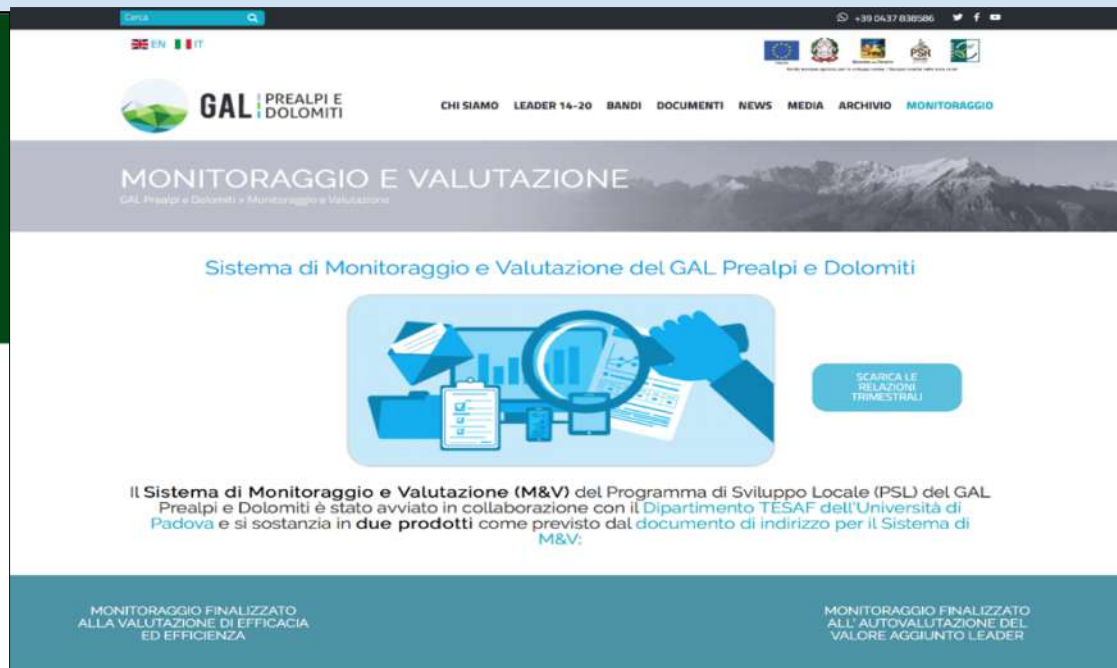 Cerca
+39 0437 838586
EN IT
PSR
GAL PREALPI E DOLOMITI
CHI SIAMO LEADER 14-20 BANDI DOCUMENTI NEWS MEDIA ARCHIVIO MONITORAGGIO
MONITORAGGIO E VALUTAZIONE
GAL Prealpi e Dolomiti » Monitoraggio e Valutazione
Sistema di Monitoraggio e Valutazione del GAL Prealpi e Dolomiti
SCARICA LE
RELAZIONI
TRIMESTRALI
Il Sistema di Monitoraggio e Valutazione (M&V) del Programma di Sviluppo Locale (PSL) del GAL
Prealpi e Dolomiti è stato avviato in collaborazione con il Dipartimento TESAF dell'Università di
Padova e si sostanzia in due prodotti come previsto dal documento di indirizzo per il Sistema di
M&V:
MONITORAGGIO FINALIZZATO
ALLA VALUTAZIONE DI EFFICACIA
ED EFFICIENZA
MONITORAGGIO FINALIZZATO
ALL'AUTOVALUTAZIONE DEL
VALORE AGGIUNTO LEADER